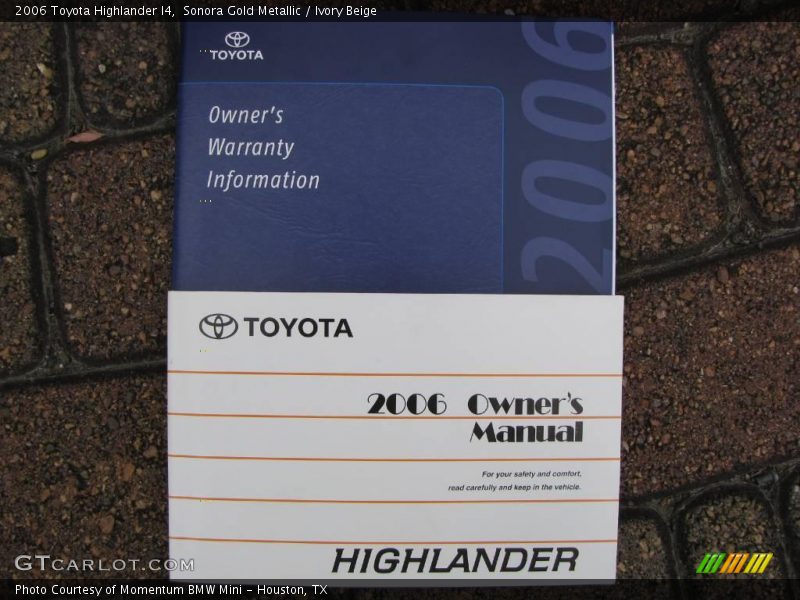 2006 Toyota Highlander I4,  Sonora Gold Metallic / Ivory Beige
TOYOTA
2006
Owner's
Warranty
Information
TOYOTA
2006 Owner's
Manual
For your safety and comfort,
read carefully and keep in the vehicle.
HIGHLANDER
GTCARLOT.COM
Photo Courtesy of Momentum BMW Mini - Houston, TX